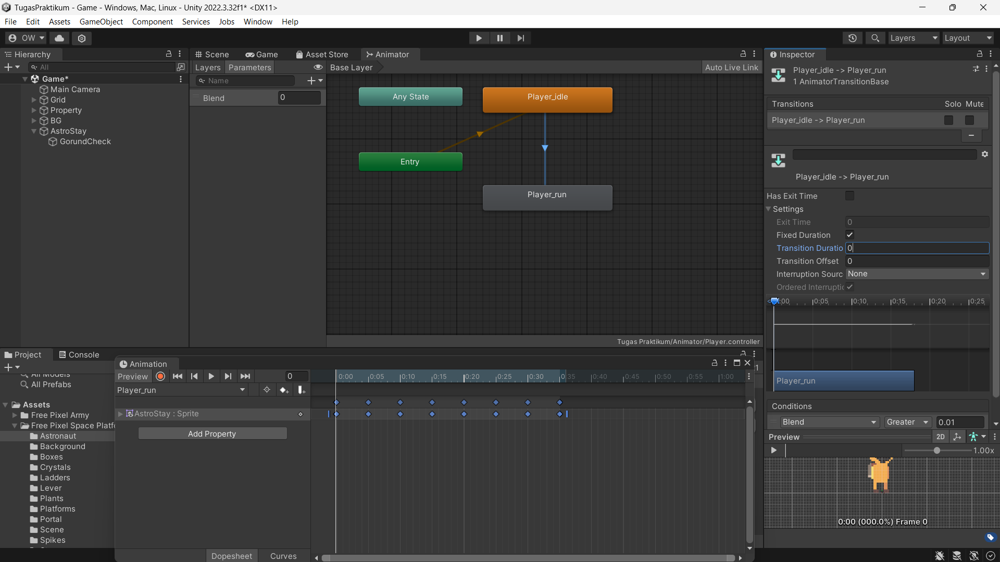 TugasPraktikum - Game - Windows, Mac, Linux - Unity 2022.3.32f1* <DX11>
File Edit Assets GameObject Component Services Jobs Window Help
OW
Layers Layout
Hierarchy
All
Game*
Main Camera
Grid
Property
BG
AstroStay
GorundCheck
Scene Game Asset Store Animator
Layers Parameters
Base Layer
Auto Live Link
Name
Blend 0
Any State
Player_idle
Entry
Player_run
Tugas Praktikum/Animator/Player.controller
Inspector
Player_idle -> Player_run
1 AnimatorTransitionBase
Transitions Solo Mute
Player_idle -> Player_run
Player_idle -> Player_run
Has Exit Time
Settings
Exit Time 0
Fixed Duration
Transition Duratio 0
Transition Offset 0
Interruption Sourc None
Ordered Interrupti
:00 0:05 0:10 0:15 0:20 0:25
Player_run
Conditions
Blend Greater 0.01
Preview 2D
1.00x
0:00 (000.0%) Frame 0
Project Console
All Models
All Prefabs
Assets
Free Pixel Army
Free Pixel Space Platfo
Astronaut
Background
Boxes
Crystals
Ladders
Lever
Plants
Platforms
Portal
Scene
Spikes
Animation
Preview 0
0:00 0:05 0:10 0:15 0:20 0:25 0:30 0:35 0:40 0:45 0:50 0:55 1:00
Player_run
AstroStay : Sprite
Add Property
Dopesheet Curves